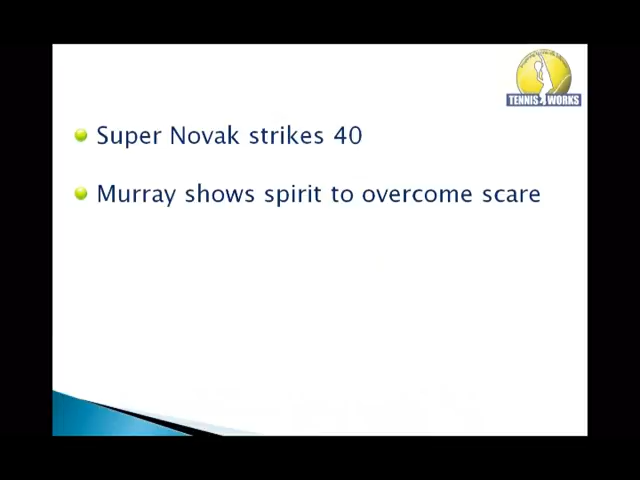 TENNIS WORKS
Super Novak strikes 40
Murray shows spirit to overcome scare